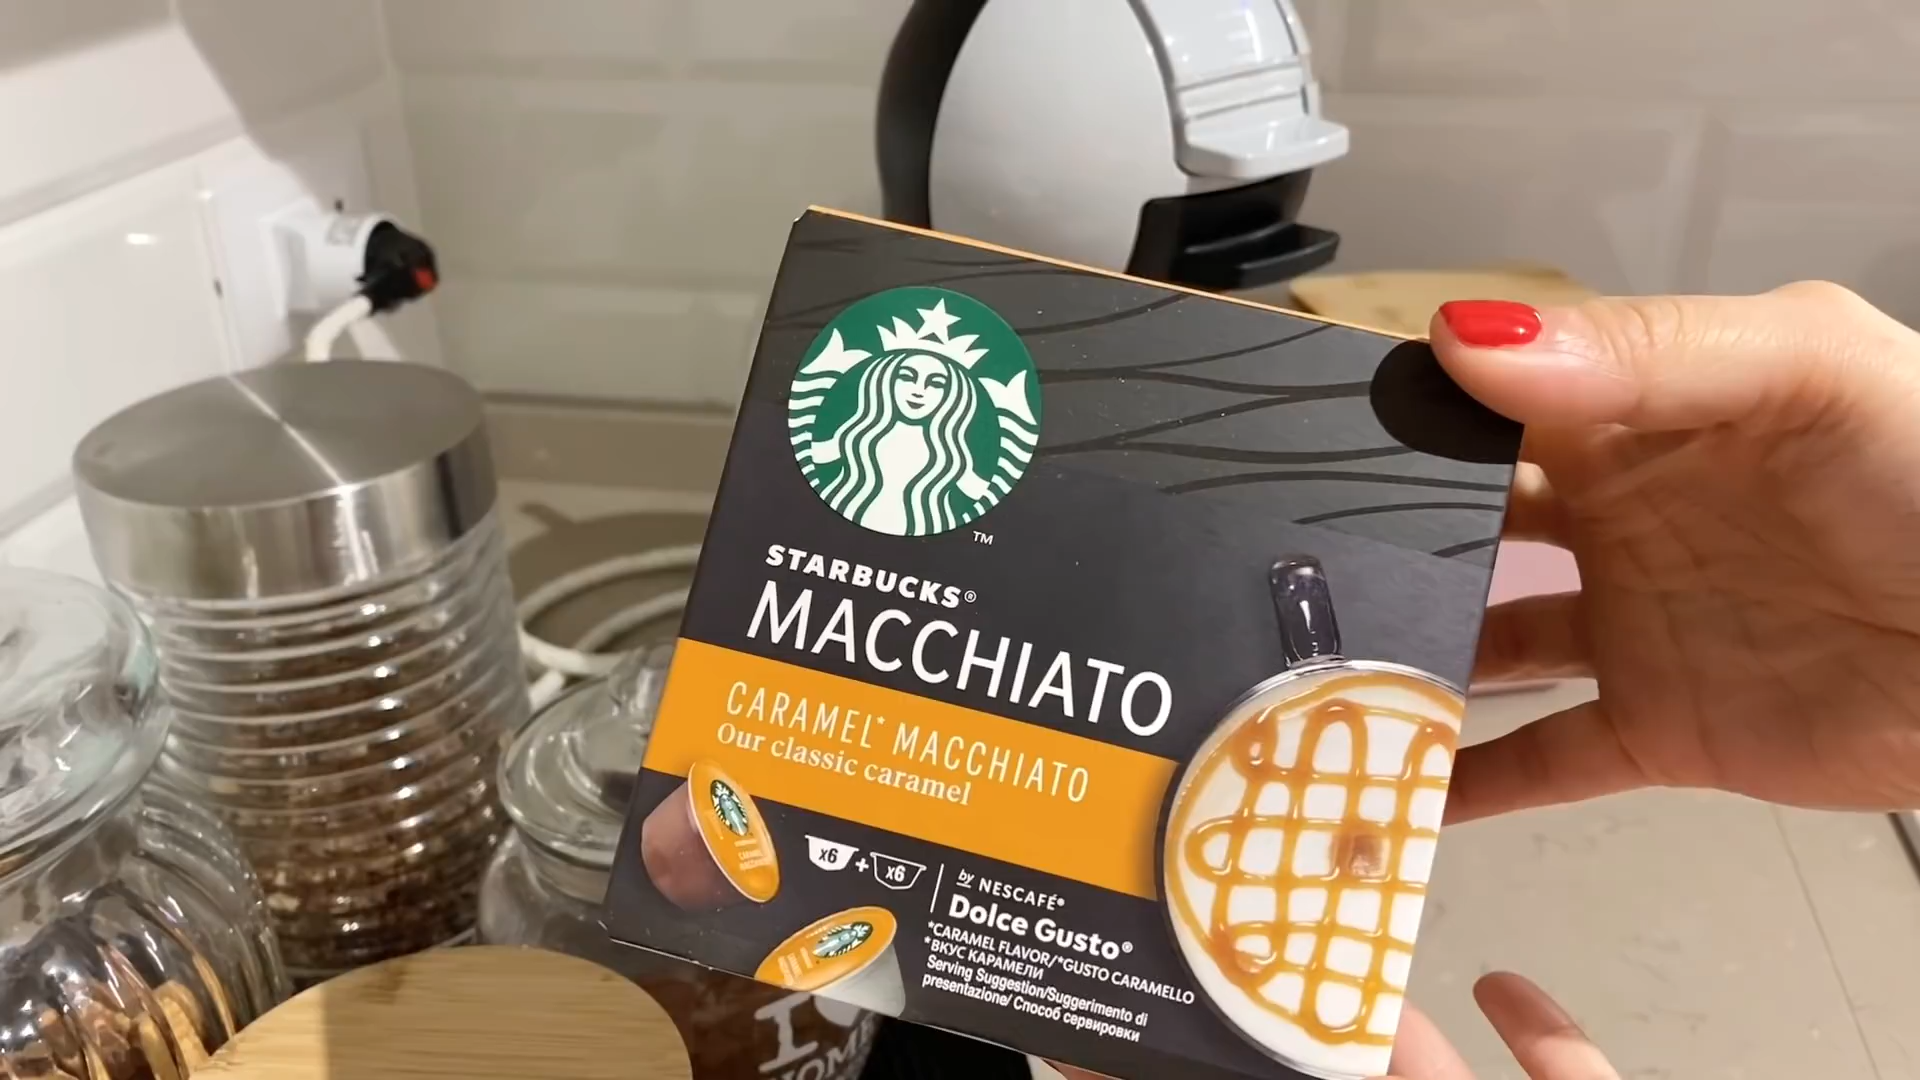 TM
STARBUCKS®
MACCHIATO
CARAMEL* MACCHIATO
Our classic caramel
x6 + x6
by NESCAFÉ®
Dolce Gusto®
*CARAMEL FLAVOR/*GUSTO CARAMELLO
*ВКУС КАРАМЕЛИ
Serving Suggestion/Suggerimento di
presentazione/ Способ сервировки
I